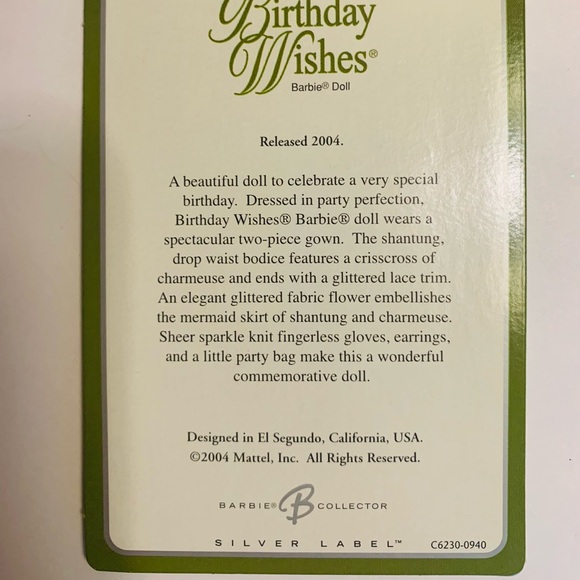 Birthday
Wishes®
Barbie® Doll
Released 2004.
A beautiful doll to celebrate a very special
birthday. Dressed in party perfection,
Birthday Wishes® Barbie® doll wears a
spectacular two-piece gown. The shantung,
drop waist bodice features a crisscross of
charmeuse and ends with a glittered lace trim.
An elegant glittered fabric flower embellishes
the mermaid skirt of shantung and charmeuse.
Sheer sparkle knit fingerless gloves, earrings,
and a little party bag make this a wonderful
commemorative doll.
Designed in El Segundo, California, USA.
©2004 Mattel, Inc. All Rights Reserved.
BARBIE® B COLLECTOR
SILVER LABEL™ C6230-0940